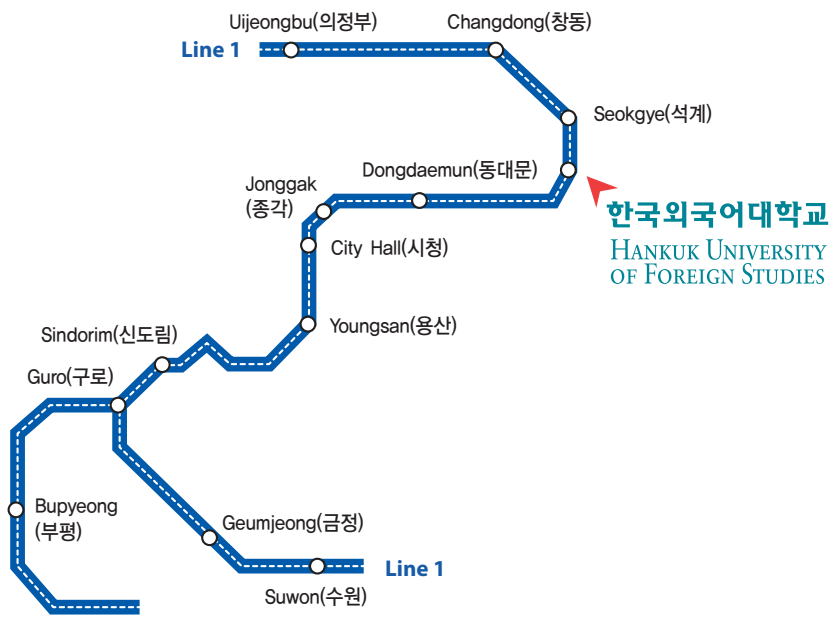 Uijeongbu(의정부)
Changdong(창동)
Line 1
Seokgye(석계)
Dongdaemun(동대문)
Jonggak
(종각)
한국외국어대학교
HANKUK UNIVERSITY
OF FOREIGN STUDIES
City Hall(시청)
Youngsan(용산)
Sindorim(신도림)
Guro(구로)
Bupyeong
(부평)
Geumjeong(금정)
Line 1
Suwon(수원)